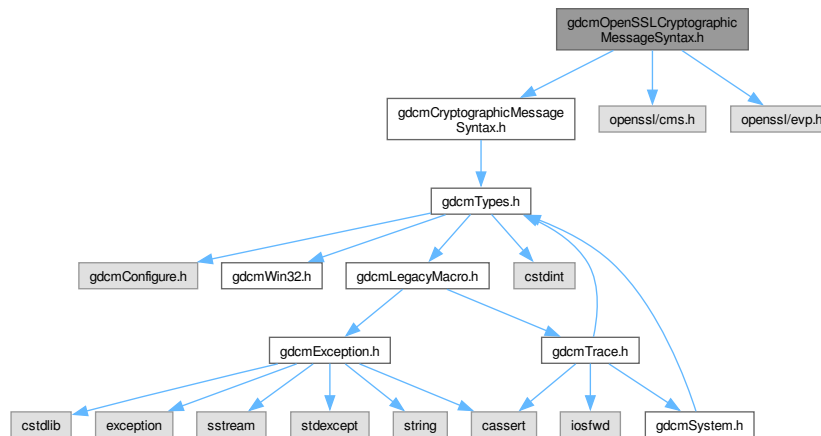 gdcmOpenSSLCryptographic
MessageSyntax.h
gdcmCryptographicMessage
Syntax.h
openssl/cms.h
openssl/evp.h
gdcmTypes.h
gdcmConfigure.h
gdcmWin32.h
gdcmLegacyMacro.h
cstdint
gdcmException.h
gdcmTrace.h
cstdlib
exception
sstream
stdexcept
string
cassert
iosfwd
gdcmSystem.h